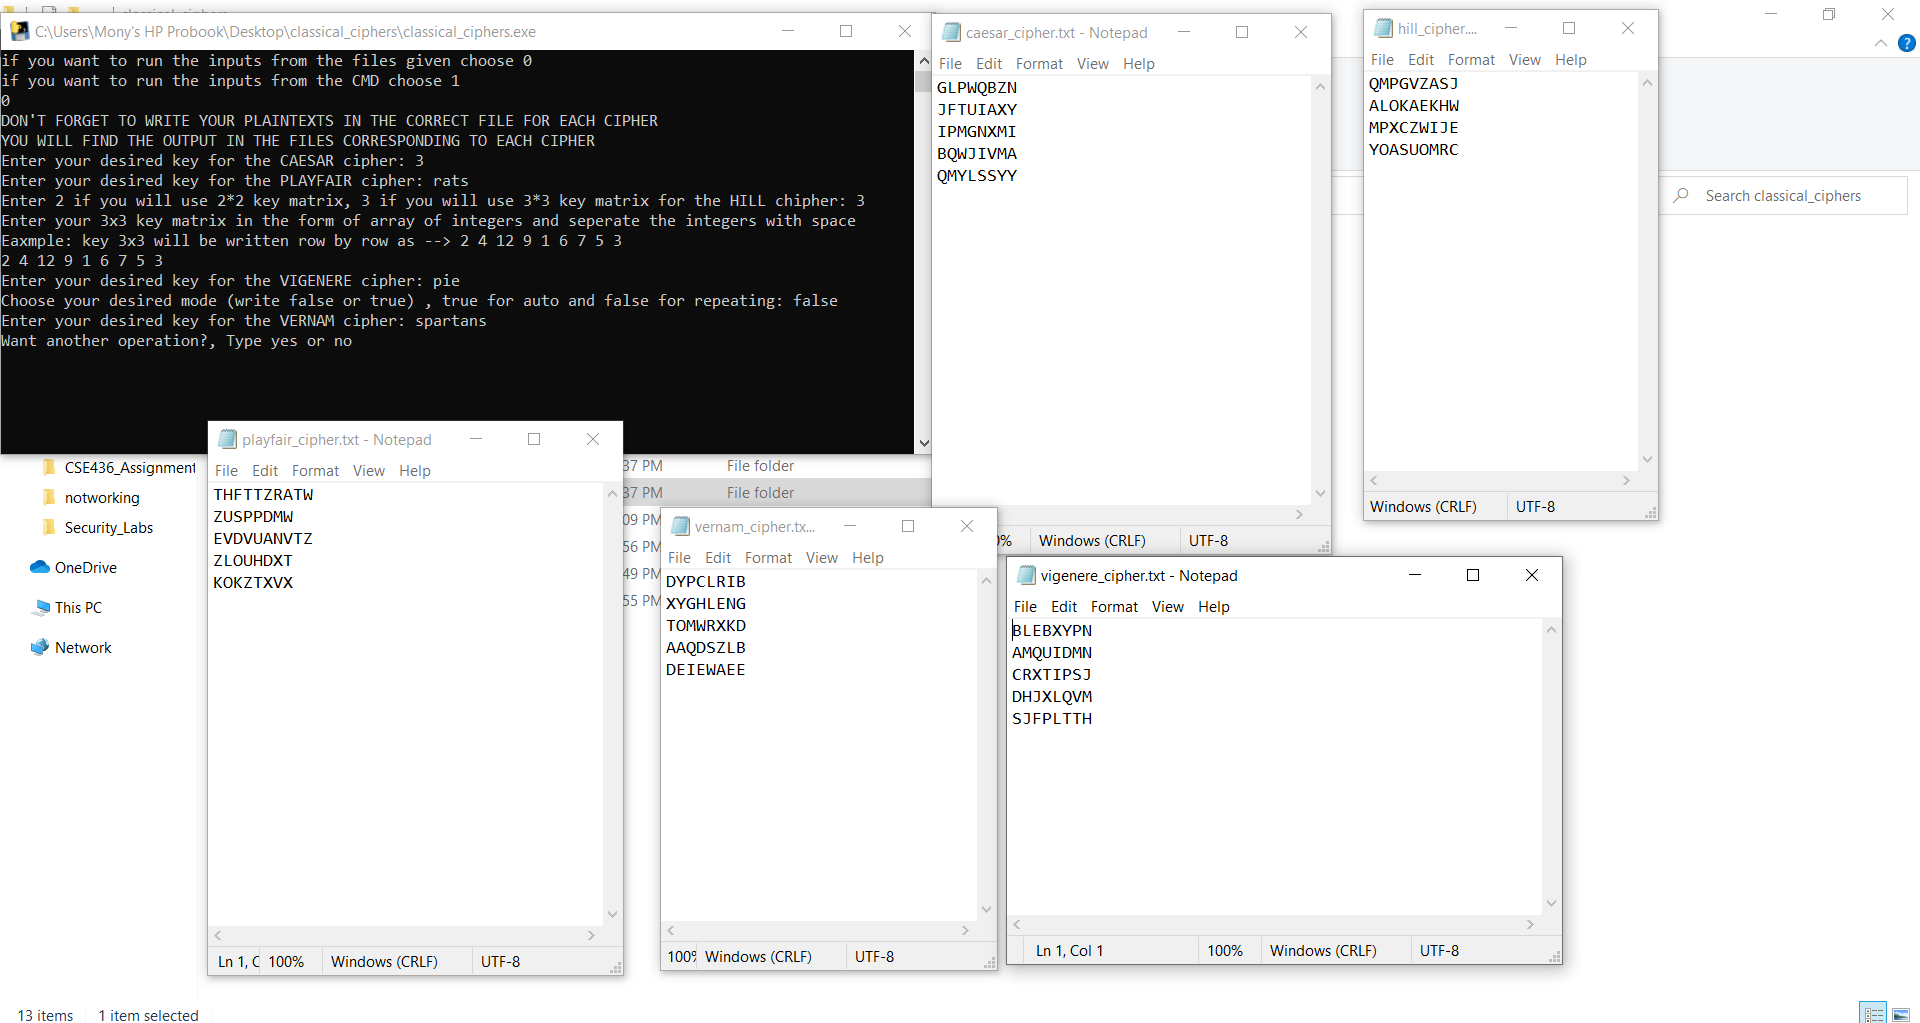 C:\Users\Mony's HP Probook\Desktop\classical_ciphers\classical_ciphers.exe
if you want to run the inputs from the files given choose 0
if you want to run the inputs from the CMD choose 1
0
DON'T FORGET TO WRITE YOUR PLAINTEXTS IN THE CORRECT FILE FOR EACH CIPHER
YOU WILL FIND THE OUTPUT IN THE FILES CORRESPONDING TO EACH CIPHER
Enter your desired key for the CAESAR cipher: 3
Enter your desired key for the PLAYFAIR cipher: rats
Enter 2 if you will use 2*2 key matrix, 3 if you will use 3*3 key matrix for the HILL chipher: 3
Enter your 3x3 key matrix in the form of array of integers and seperate the integers with space
Eaxmple: key 3x3 will be written row by row as --> 2 4 12 9 1 6 7 5 3
2 4 12 9 1 6 7 5 3
Enter your desired key for the VIGENERE cipher: pie
Choose your desired mode (write false or true) , true for auto and false for repeating: false
Enter your desired key for the VERNAM cipher: spartans
Want another operation?, Type yes or no
caesar_cipher.txt - Notepad
File Edit Format View Help
GLPWQBZN
JFTUIAXY
IPMGNXMI
BQWJIVMA
QMYLSSYY
Windows (CRLF) UTF-8
hill_cipher....
File Edit Format View Help
QMPGVZASJ
ALOKAEKHW
MPXCZWIJE
YOASUOMRC
Windows (CRLF) UTF-8
Search classical_ciphers
playfair_cipher.txt - Notepad
File Edit Format View Help
THFTTZRATW
ZUSPPDMW
EVDVUANVTZ
ZLOUHDXT
KOKZTXVX
Ln 1, C 100% Windows (CRLF) UTF-8
CSE436_Assignment
notworking
Security_Labs
OneDrive
This PC
Network
37 PM File folder
37 PM File folder
09 PM
56 PM
49 PM
55 PM
vernam_cipher.tx...
File Edit Format View Help
DYPCLRIB
XYGHLENG
TOMWRXKD
AAQDSZLB
DEIEWAEE
100% Windows (CRLF) UTF-8
vigenere_cipher.txt - Notepad
File Edit Format View Help
BLEBXYPN
AMQUIDMN
CRXTIPSJ
DHJXLQVM
SJFPLTTH
Ln 1, Col 1 100% Windows (CRLF) UTF-8
13 items 1 item selected